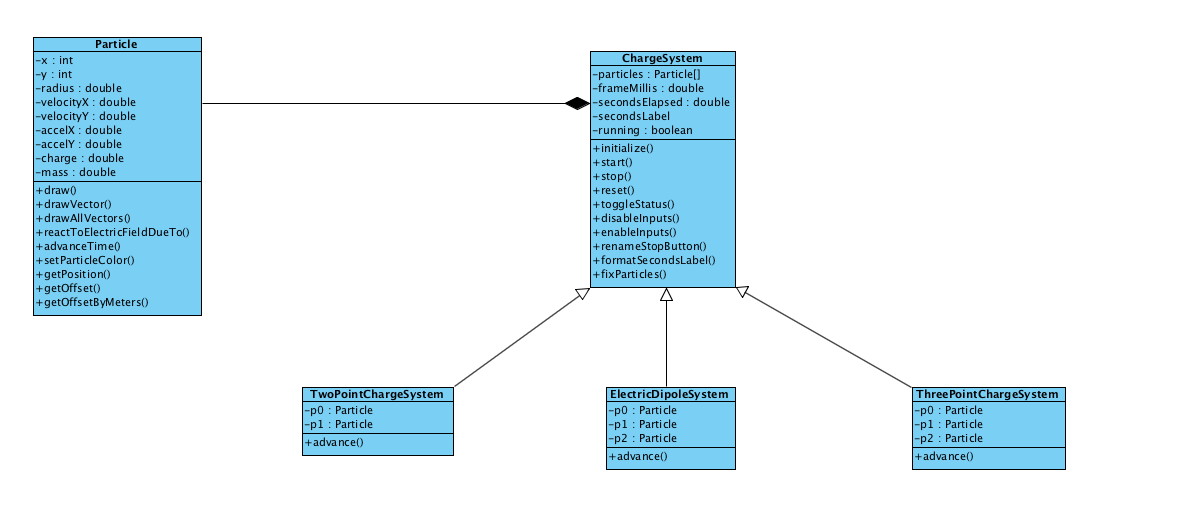 Particle
-x : int
-y : int
-radius : double
-velocityX : double
-velocityY : double
-accelX : double
-accelY : double
-charge : double
-mass : double
+draw()
+drawVector()
+drawAllVectors()
+reactToElectricFieldDueTo()
+advanceTime()
+setParticleColor()
+getPosition()
+getOffset()
+getOffsetByMeters()
ChargeSystem
-particles : Particle[]
-frameMillis : double
-secondsElapsed : double
-secondsLabel
-running : boolean
+initialize()
+start()
+stop()
+reset()
+toggleStatus()
+disableInputs()
+enableInputs()
+renameStopButton()
+formatSecondsLabel()
+fixParticles()
TwoPointChargeSystem
-p0 : Particle
-p1 : Particle
+advance()
ElectricDipoleSystem
-p0 : Particle
-p1 : Particle
-p2 : Particle
+advance()
ThreePointChargeSystem
-p0 : Particle
-p1 : Particle
-p2 : Particle
+advance()